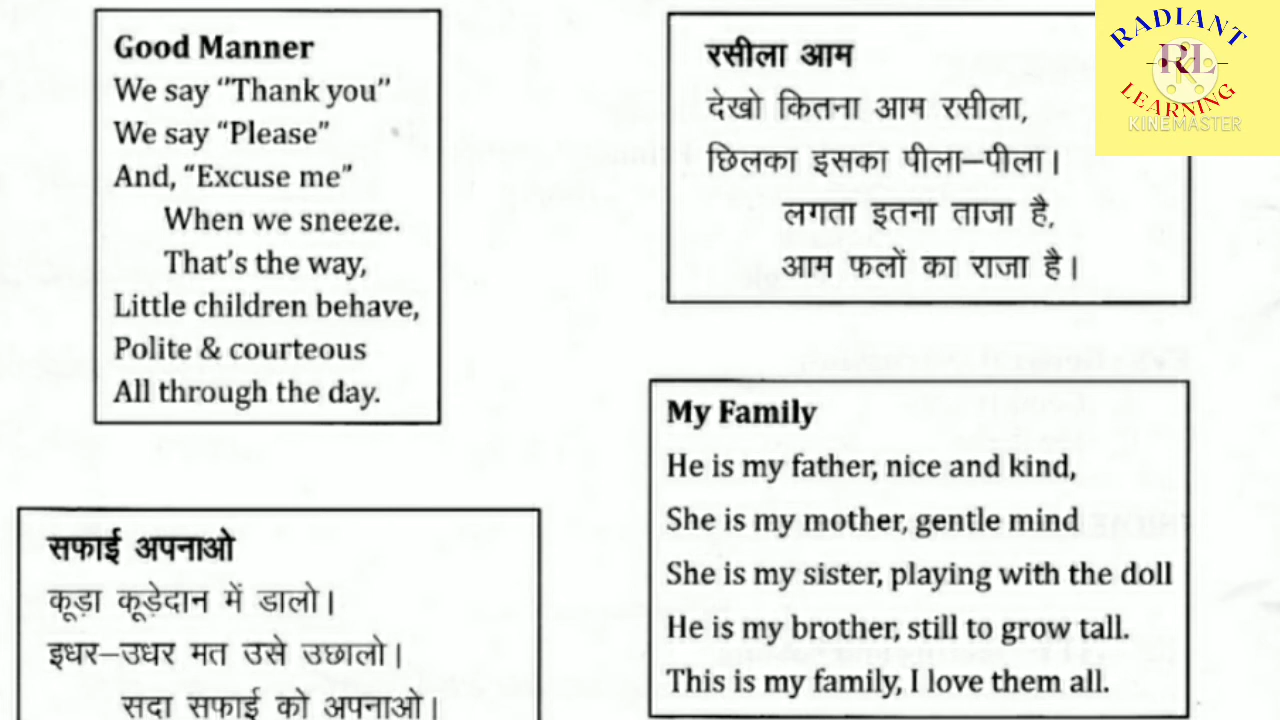 Good Manner
We say “Thank you”
We say “Please”
And, “Excuse me”
When we sneeze.
That’s the way,
Little children behave,
Polite & courteous
All through the day.
रसीला आम
देखो कितना आम रसीला,
छिलका इसका पीला–पीला।
लगता इतना ताजा है,
आम फलों का राजा है।
RADIANT
RL
LEARNING
KINEMASTER
सफाई अपनाओ
कूड़ा कूड़ेदान में डालो।
इधर–उधर मत उसे उछालो।
सदा सफाई को अपनाओ।
My Family
He is my father, nice and kind,
She is my mother, gentle mind
She is my sister, playing with the doll
He is my brother, still to grow tall.
This is my family, I love them all.